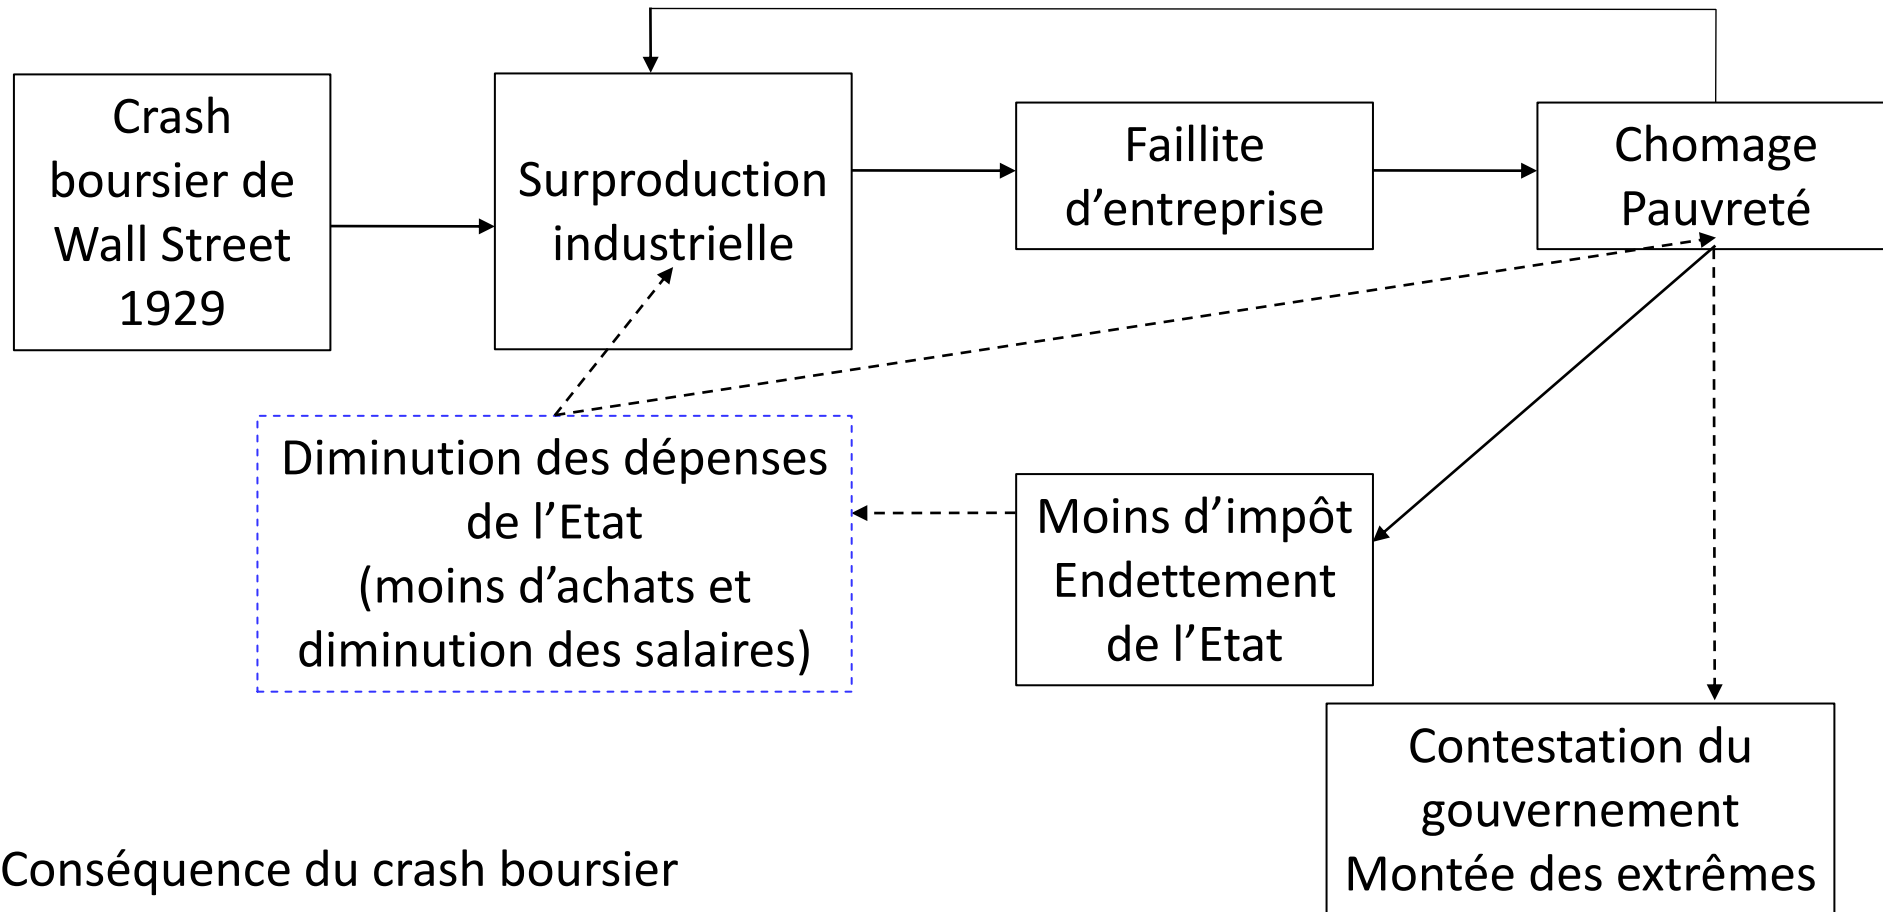 Crash
boursier de
Wall Street
1929
Surproduction
industrielle
Faillite
d’entreprise
Chomage
Pauvreté
Diminution des dépenses
de l’Etat
(moins d’achats et
diminution des salaires)
Moins d’impôt
Endettement
de l’Etat
Contestation du
gouvernement
Montée des extrêmes
Conséquence du crash boursier